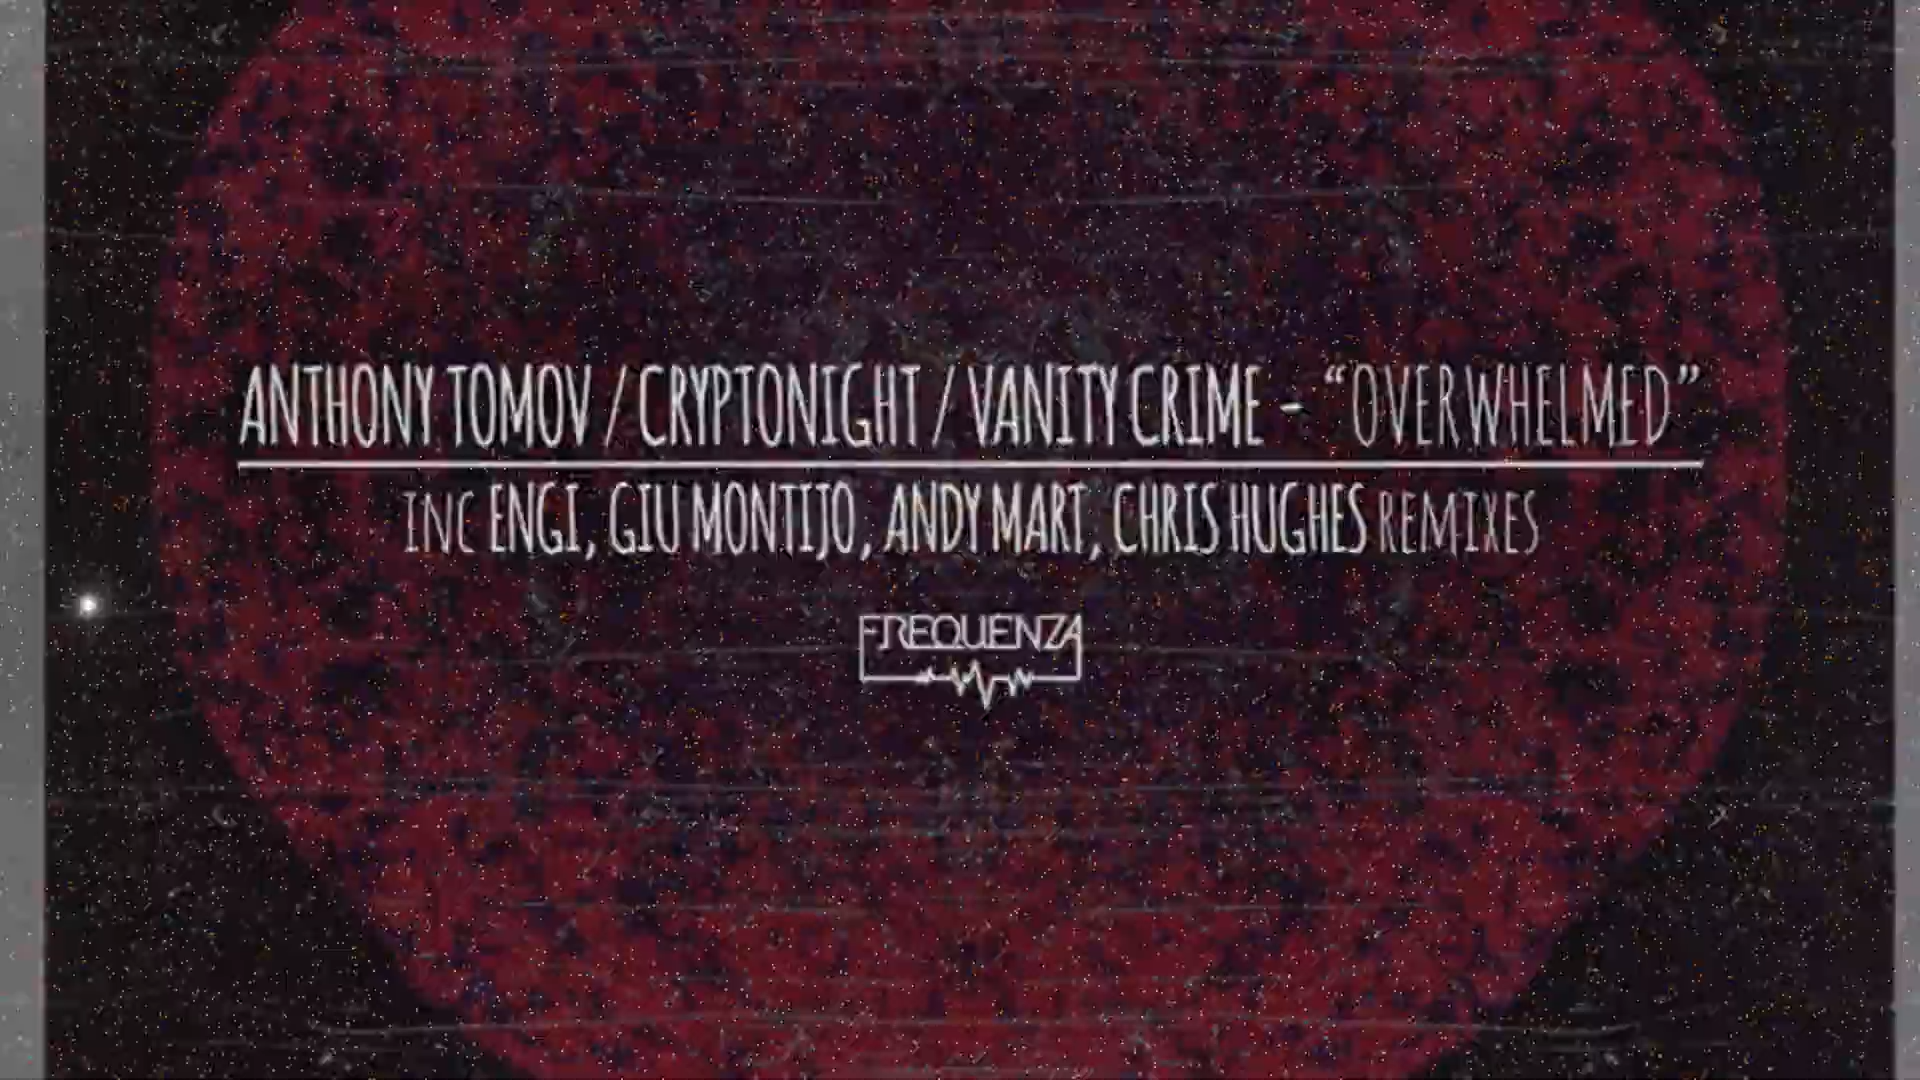 ANTHONY TOMOV / CRYPTONIGHT / VANITY CRIME - “OVERWHELMED”
INC ENGI, GIU MONTIJO, ANDY MART, CHRIS HUGHES REMIXES
FREQUENZA